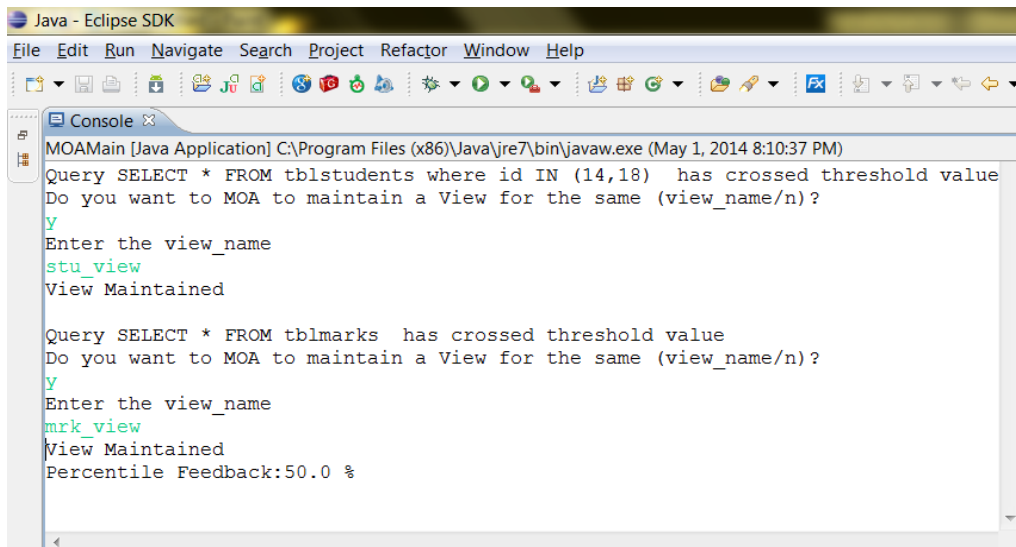 Java - Eclipse SDK
File Edit Run Navigate Search Project Refactor Window Help
Console
MOAMain [Java Application] C:\Program Files (x86)\Java\jre7\bin\javaw.exe (May 1, 2014 8:10:37 PM)
Query SELECT * FROM tblstudents where id IN (14,18)  has crossed threshold value
Do you want to MOA to maintain a View for the same (view_name/n)?
y
Enter the view_name
stu_view
View Maintained
Query SELECT * FROM tblmarks  has crossed threshold value
Do you want to MOA to maintain a View for the same (view_name/n)?
y
Enter the view_name
mrk_view
View Maintained
Percentile Feedback:50.0 %